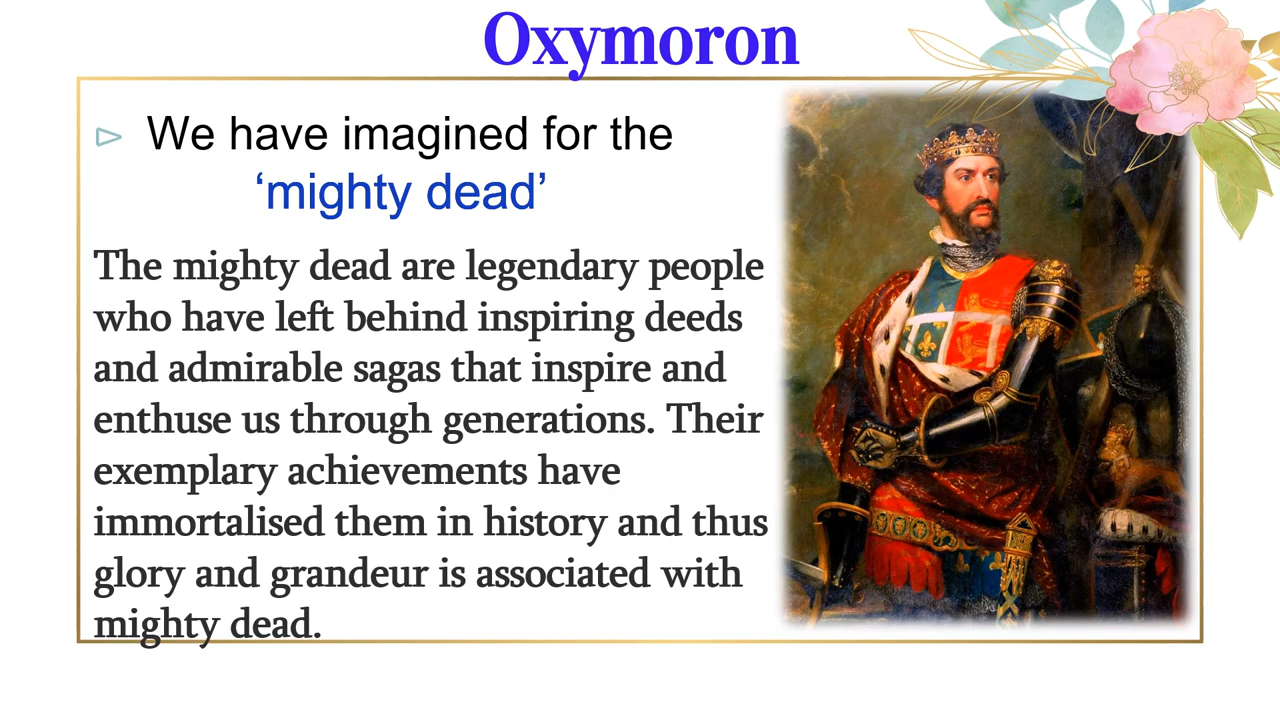 Oxymoron
We have imagined for the
‘mighty dead’
The mighty dead are legendary people
who have left behind inspiring deeds
and admirable sagas that inspire and
enthuse us through generations. Their
exemplary achievements have
immortalised them in history and thus
glory and grandeur is associated with
mighty dead.